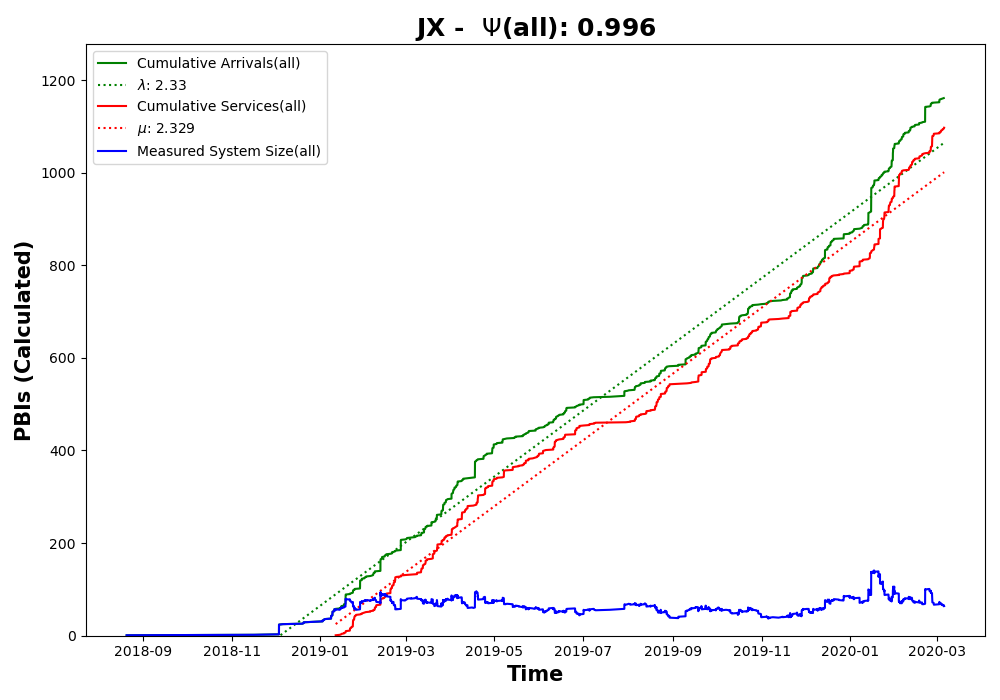 JX - Ψ(all): 0.996
Cumulative Arrivals(all)
λ: 2.33
Cumulative Services(all)
μ: 2.329
Measured System Size(all)
PBIs (Calculated)
1200
1000
800
600
400
200
0
2018-09 2018-11 2019-01 2019-03 2019-05 2019-07 2019-09 2019-11 2020-01 2020-03
Time